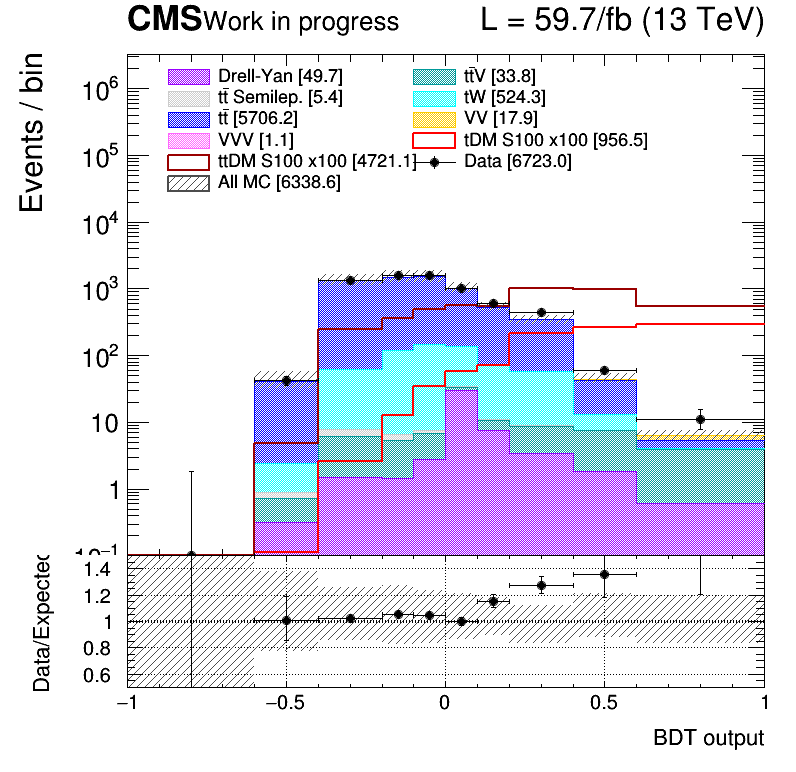 CMS Work in progress L = 59.7/fb (13 TeV)
Events / bin
Drell-Yan [49.7] tt̄V [33.8]
tt̄ Semilep. [5.4] tW [524.3]
tt̄ [5706.2] VV [17.9]
VVV [1.1] tDM S100 x100 [956.5]
ttDM S100 x100 [4721.1] Data [6723.0]
All MC [6338.6]
10⁶
10⁵
10⁴
10³
10²
10
1
10⁻¹
Data/Expected
1.4
1.2
1
0.8
0.6
−1 −0.5 0 0.5 1
BDT output